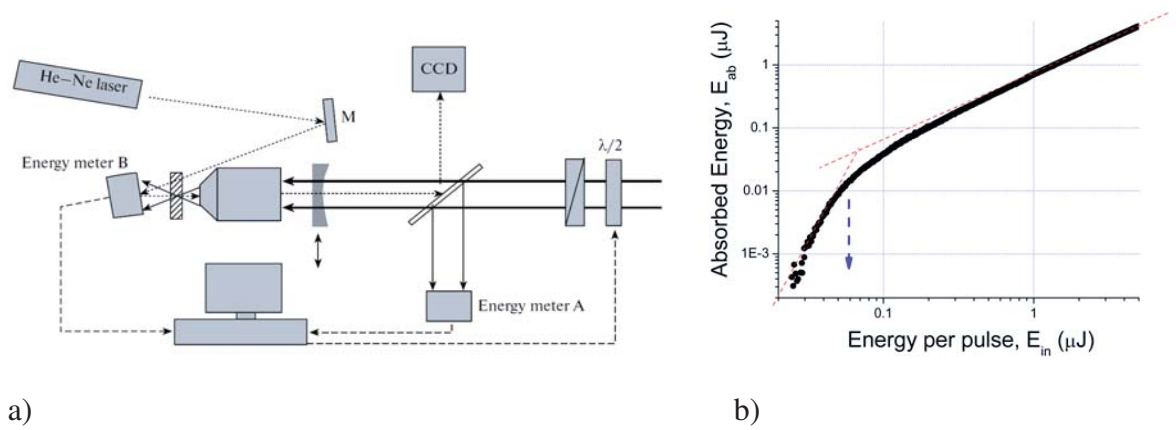 He–Ne laser
CCD
M
λ/2
Energy meter B
Energy meter A
a)
b)
Absorbed Energy, E_ab (μJ)
1
0.1
0.01
1E-3
0.1
1
Energy per pulse, E_in (μJ)